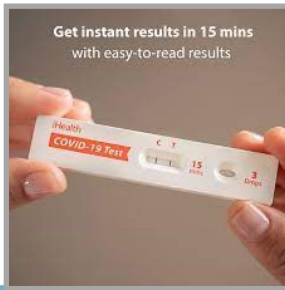 Get instant results in 15 mins
with easy-to-read results
iHealth
COVID-19 Test
C T
15
mins
3
Drops